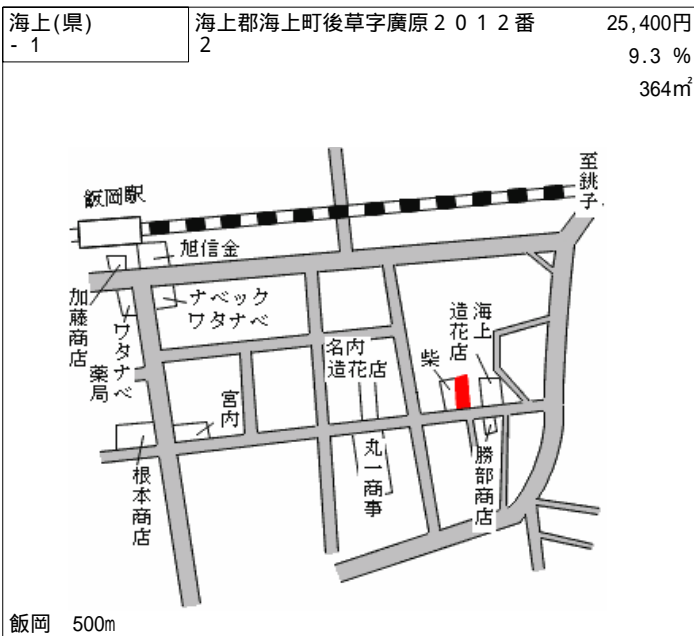 海上(県)
- 1
海上郡海上町後草字廣原2012番
2
25,400円
9.3 %
364㎡
飯岡駅
至銚子
旭信金
加藤商店
ワタナベ薬局
ナベック
ワタナベ
名内
造花店
柴
海上
造花店
宮内
根本商店
丸一商事
勝部商店
飯岡 500m